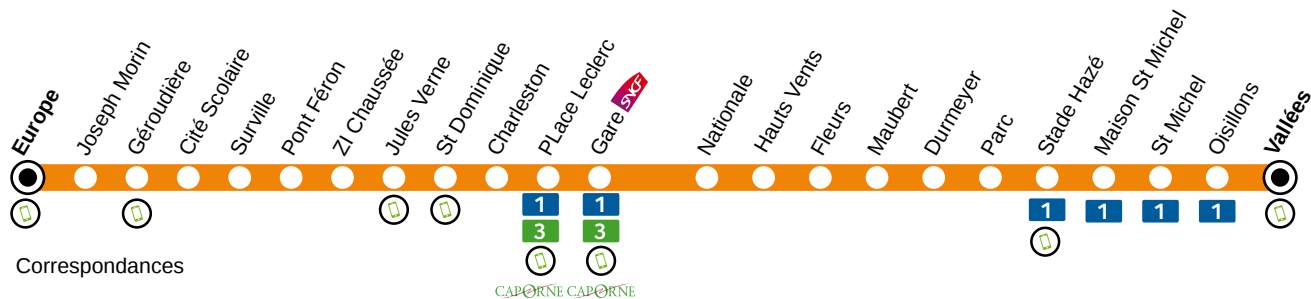 Europe
Joseph Morin
Géroudière
Cité Scolaire
Surville
Pont Féron
ZI Chaussée
Jules Verne
St Dominique
Charleston
PLace Leclerc
Gare
SNCF
Nationale
Hauts Vents
Fleurs
Maubert
Durmeyer
Parc
Stade Hazé
Maison St Michel
St Michel
Oisillons
Vallées
1 1 1 1 1 1
3 3
Correspondances
CAPORNE CAPORNE